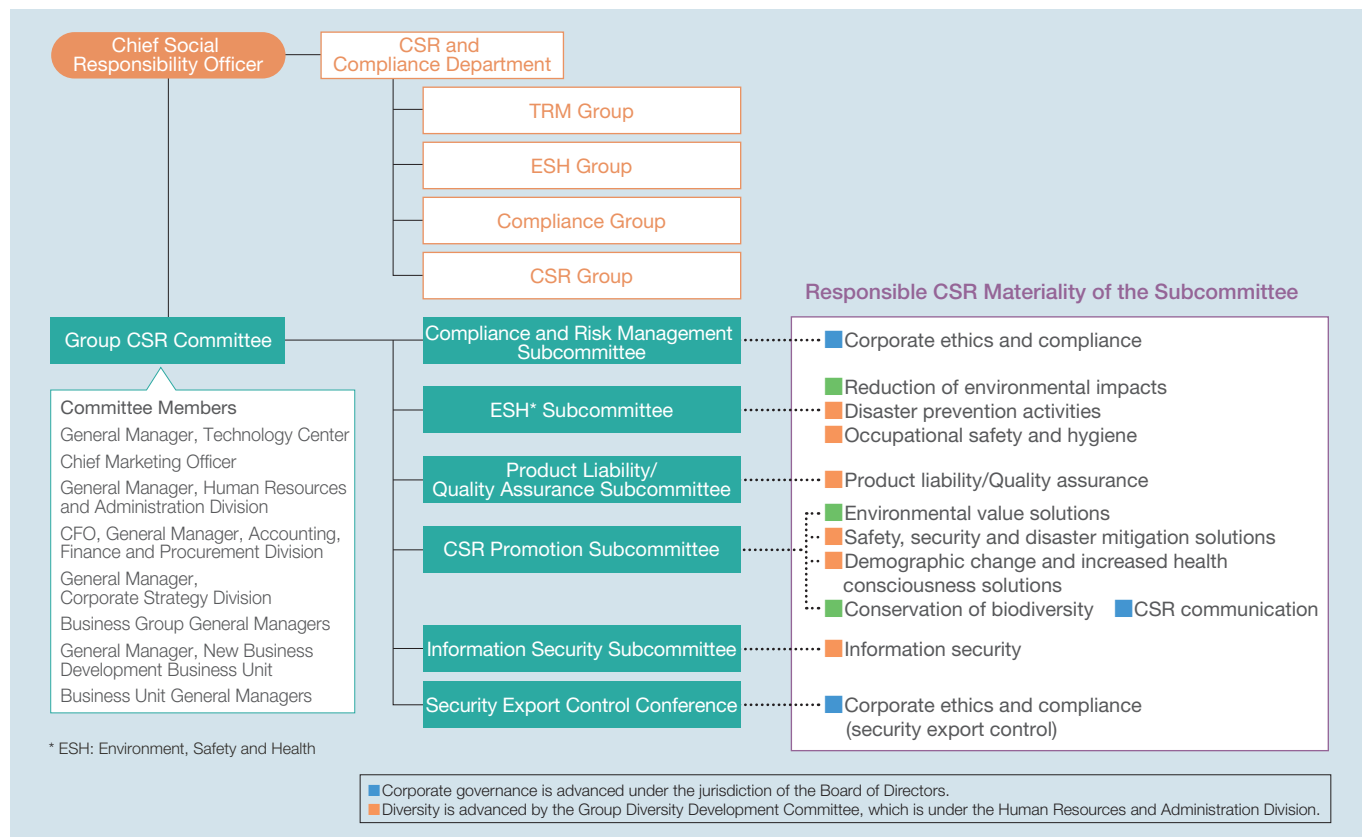 Chief Social
Responsibility Officer
CSR and
Compliance Department
TRM Group
ESH Group
Compliance Group
CSR Group
Responsible CSR Materiality of the Subcommittee
Group CSR Committee
Committee Members
General Manager, Technology Center
Chief Marketing Officer
General Manager, Human Resources
and Administration Division
CFO, General Manager, Accounting,
Finance and Procurement Division
General Manager,
Corporate Strategy Division
Business Group General Managers
General Manager, New Business
Development Business Unit
Business Unit General Managers
Compliance and Risk Management
Subcommittee
Corporate ethics and compliance
ESH* Subcommittee
Reduction of environmental impacts
Disaster prevention activities
Occupational safety and hygiene
Product Liability/
Quality Assurance Subcommittee
Product liability/Quality assurance
CSR Promotion Subcommittee
Environmental value solutions
Safety, security and disaster mitigation solutions
Demographic change and increased health
consciousness solutions
Conservation of biodiversity CSR communication
Information Security Subcommittee
Information security
Security Export Control Conference
Corporate ethics and compliance
(security export control)
* ESH: Environment, Safety and Health
Corporate governance is advanced under the jurisdiction of the Board of Directors.
Diversity is advanced by the Group Diversity Development Committee, which is under the Human Resources and Administration Division.